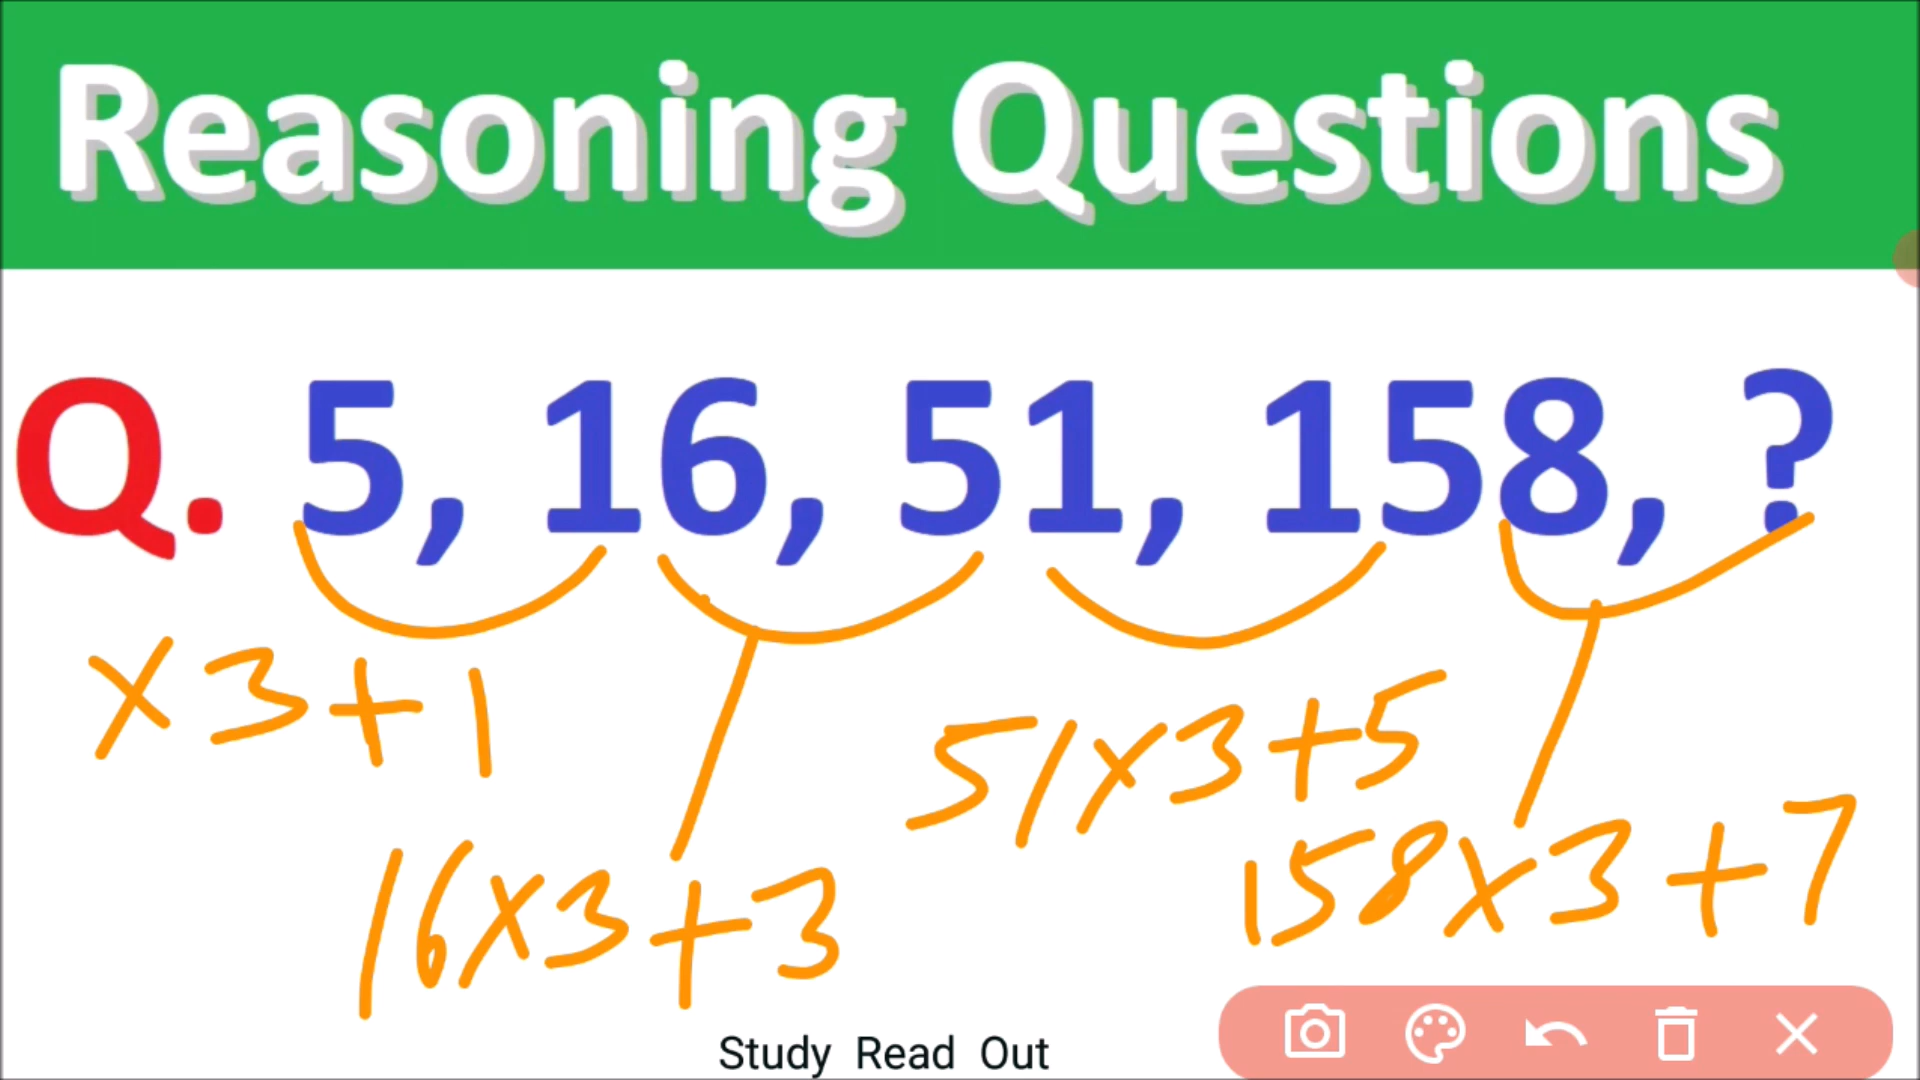 Reasoning Questions
Q. 5, 16, 51, 158, ?
×3+1
51×3+5
16×3+3
158×3+7
Study Read Out